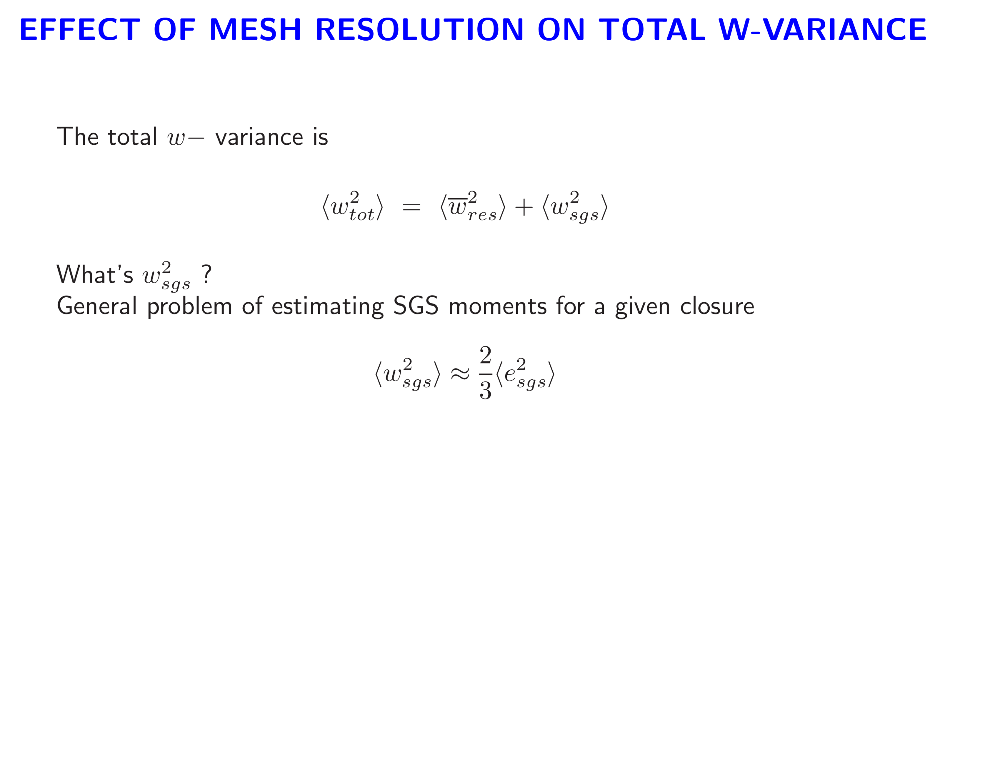 EFFECT OF MESH RESOLUTION ON TOTAL W-VARIANCE
The total $w-$ variance is
$\langle w_{tot}^2 \rangle = \langle \overline{w}_{res}^2 \rangle + \langle w_{sgs}^2 \rangle$
What's $w_{sgs}^2$ ?
General problem of estimating SGS moments for a given closure
$\langle w_{sgs}^2 \rangle \approx \frac{2}{3} \langle e_{sgs}^2 \rangle$